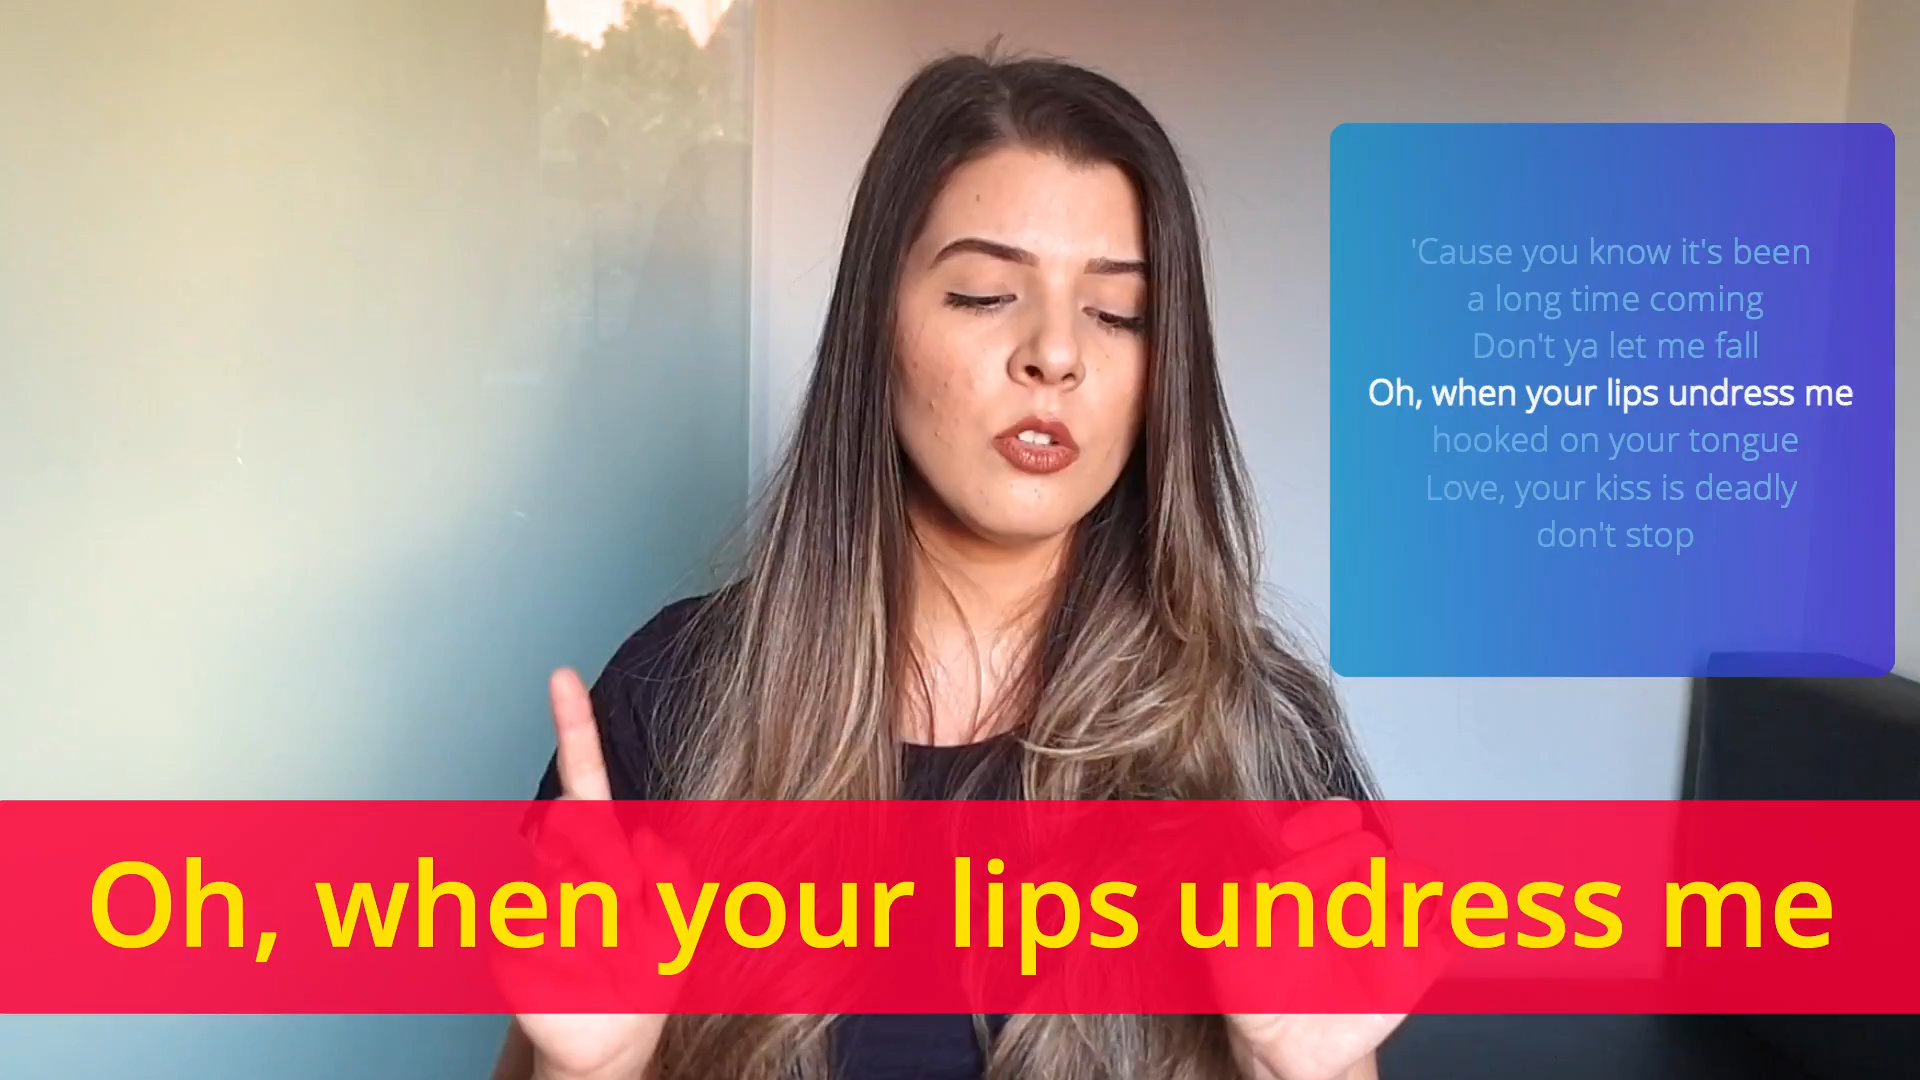 'Cause you know it's been
a long time coming
Don't ya let me fall
Oh, when your lips undress me
hooked on your tongue
Love, your kiss is deadly
don't stop
Oh, when your lips undress me